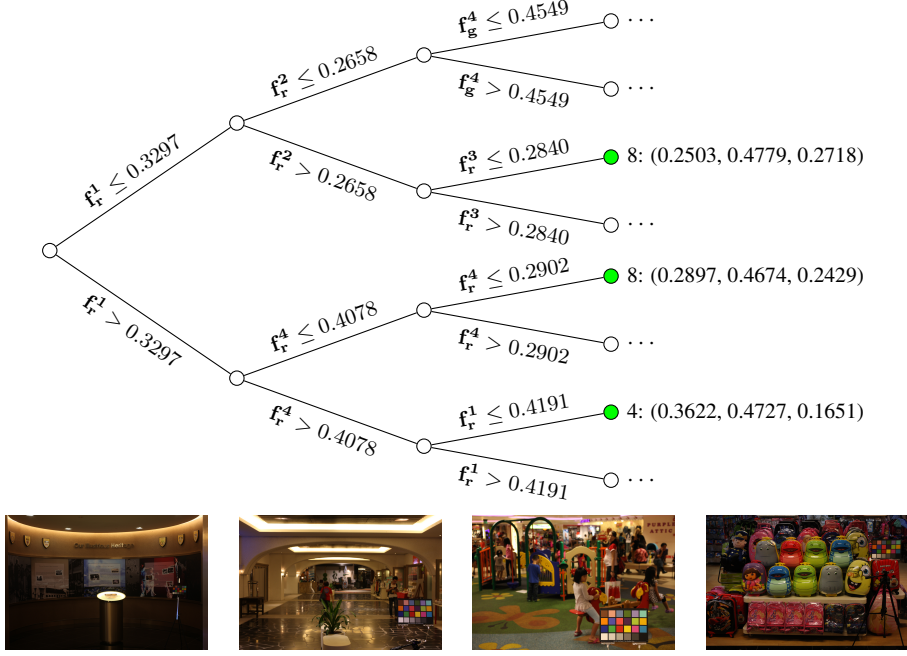 f_g^4 ≤ 0.4549
...
f_r^2 ≤ 0.2658
f_g^4 > 0.4549
...
f_r^1 ≤ 0.3297
f_r^3 ≤ 0.2840
8: (0.2503, 0.4779, 0.2718)
f_r^2 > 0.2658
f_r^3 > 0.2840
...
f_r^4 ≤ 0.2902
8: (0.2897, 0.4674, 0.2429)
f_r^1 > 0.3297
f_r^4 ≤ 0.4078
f_r^4 > 0.2902
...
f_r^1 ≤ 0.4191
4: (0.3622, 0.4727, 0.1651)
f_r^4 > 0.4078
f_r^1 > 0.4191
...
PURPLE
ATTIC